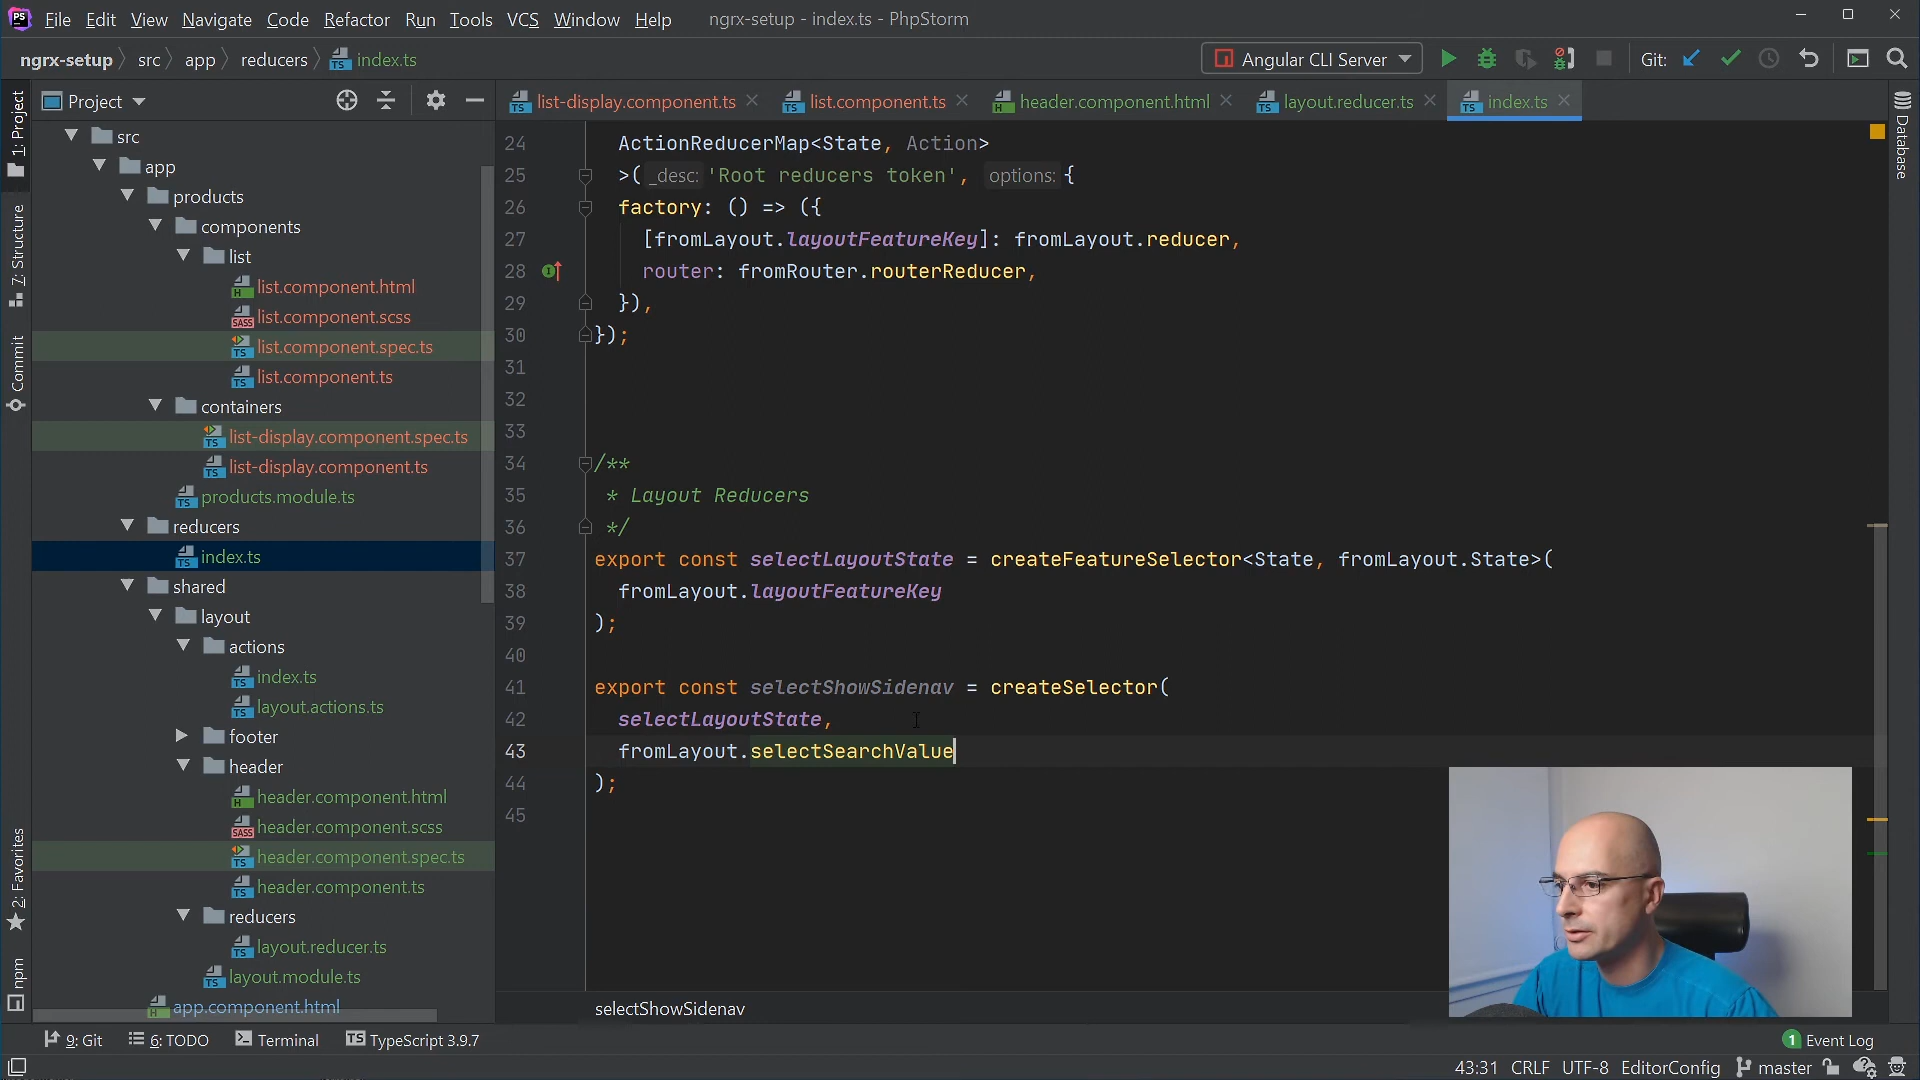 PS File Edit View Navigate Code Refactor Run Tools VCS Window Help ngrx-setup - index.ts - PhpStorm
ngrx-setup src app reducers index.ts Angular CLI Server Git:
Project
list-display.component.ts list.component.ts header.component.html layout.reducer.ts index.ts
src
app
products
components
list
list.component.html
list.component.scss
list.component.spec.ts
list.component.ts
containers
list-display.component.spec.ts
list-display.component.ts
products.module.ts
reducers
index.ts
shared
layout
actions
index.ts
layout.actions.ts
footer
header
header.component.html
header.component.scss
header.component.spec.ts
header.component.ts
reducers
layout.reducer.ts
layout.module.ts
app.component.html
1: Project
7: Structure
Commit
2: Favorites
npm
24 ActionReducerMap<State, Action>
25 >( _desc: 'Root reducers token', options: {
26 factory: () => ({
27 [fromLayout.layoutFeatureKey]: fromLayout.reducer,
28 router: fromRouter.routerReducer,
29 }),
30 });
31
32
33
34 /**
35 * Layout Reducers
36 */
37 export const selectLayoutState = createFeatureSelector<State, fromLayout.State>(
38 fromLayout.layoutFeatureKey
39 );
40
41 export const selectShowSidenav = createSelector(
42 selectLayoutState,
43 fromLayout.selectSearchValue
44 );
45
selectShowSidenav
Database
9: Git 6: TODO Terminal TypeScript 3.9.7 1 Event Log
43:31 CRLF UTF-8 EditorConfig master